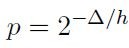 p = 2^{-Δ/h}